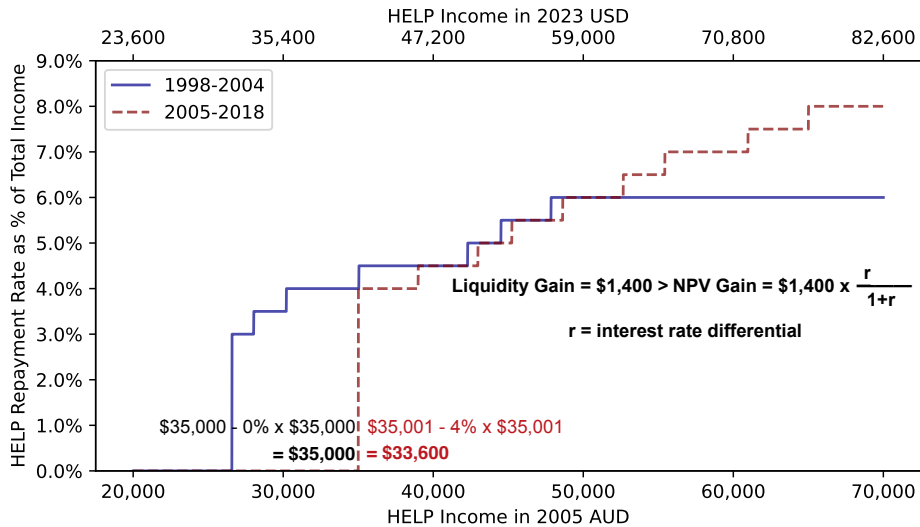 HELP Income in 2023 USD
23,600 35,400 47,200 59,000 70,800 82,600
HELP Repayment Rate as % of Total Income
9.0%
8.0%
7.0%
6.0%
5.0%
4.0%
3.0%
2.0%
1.0%
0.0%
1998-2004
2005-2018
Liquidity Gain = $1,400 > NPV Gain = $1,400 x r
1+r
r = interest rate differential
$35,000 - 0% x $35,000 $35,001 - 4% x $35,001
= $35,000 = $33,600
20,000 30,000 40,000 50,000 60,000 70,000
HELP Income in 2005 AUD